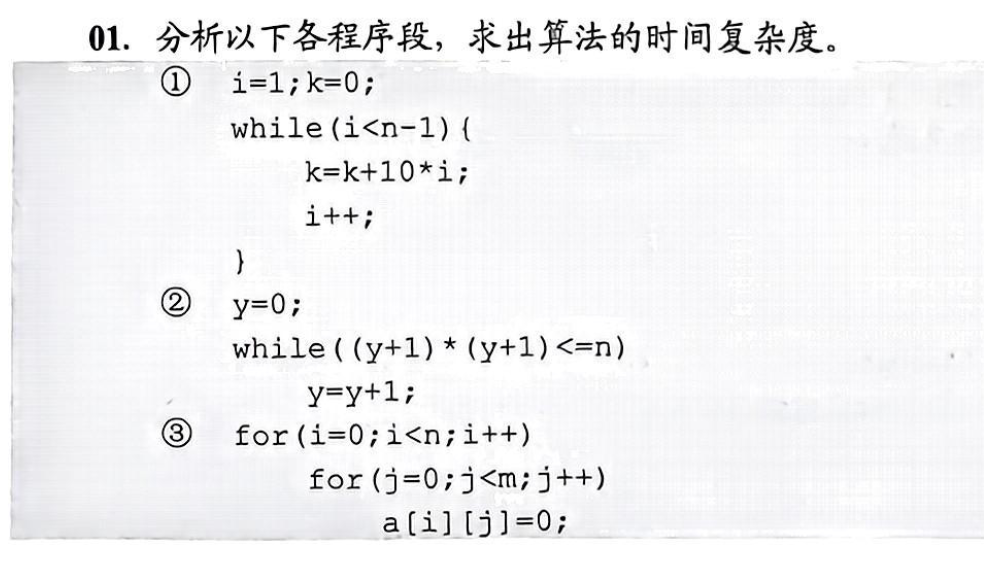 01. 分析以下各程序段，求出算法的时间复杂度。
① i=1;k=0;
while(i<n-1){
k=k+10*i;
i++;
}
② y=0;
while((y+1)*(y+1)<=n)
y=y+1;
③ for(i=0;i<n;i++)
for(j=0;j<m;j++)
a[i][j]=0;